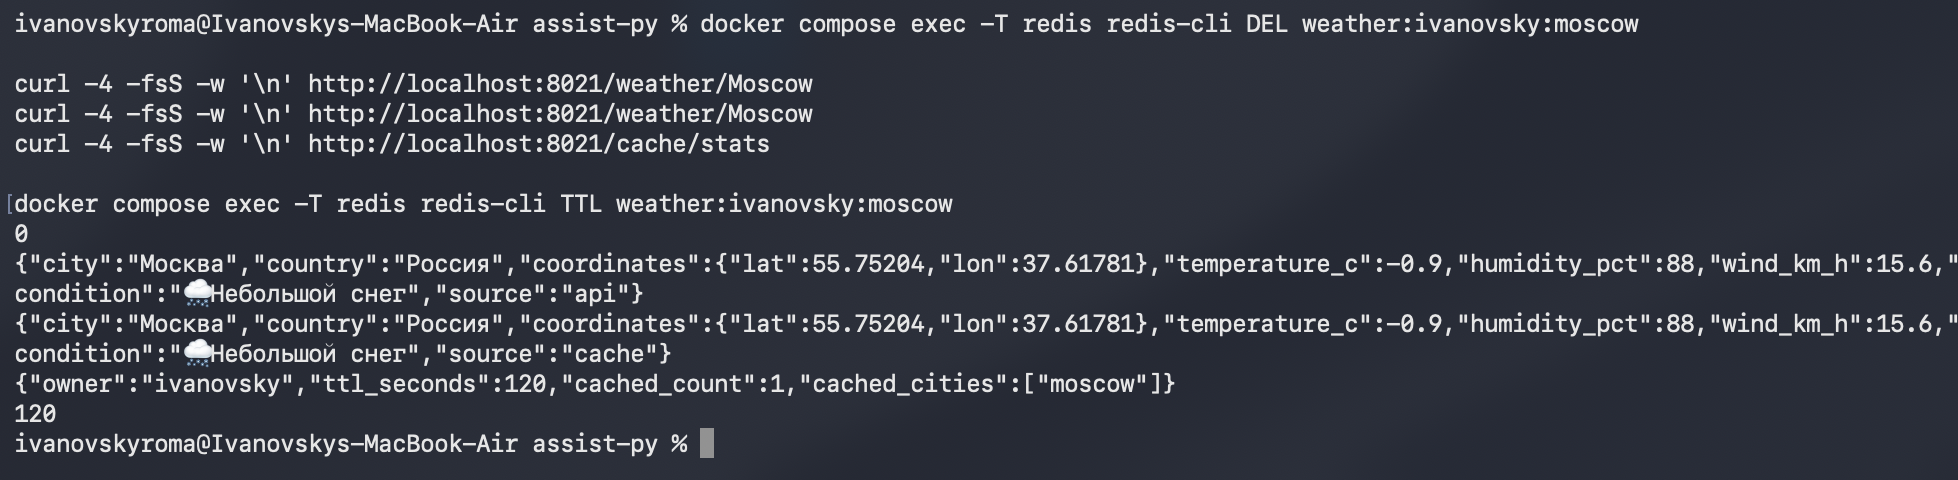 ivanovskyroma@Ivanovskys-MacBook-Air assist-py % docker compose exec -T redis redis-cli DEL weather:ivanovsky:moscow
curl -4 -fsS -w '\n' http://localhost:8021/weather/Moscow
curl -4 -fsS -w '\n' http://localhost:8021/weather/Moscow
curl -4 -fsS -w '\n' http://localhost:8021/cache/stats
[docker compose exec -T redis redis-cli TTL weather:ivanovsky:moscow
0
{"city":"Москва","country":"Россия","coordinates":{"lat":55.75204,"lon":37.61781},"temperature_c":-0.9,"humidity_pct":88,"wind_km_h":15.6,"
condition":"🌨️Небольшой снег","source":"api"}
{"city":"Москва","country":"Россия","coordinates":{"lat":55.75204,"lon":37.61781},"temperature_c":-0.9,"humidity_pct":88,"wind_km_h":15.6,"
condition":"🌨️Небольшой снег","source":"cache"}
{"owner":"ivanovsky","ttl_seconds":120,"cached_count":1,"cached_cities":["moscow"]}
120
ivanovskyroma@Ivanovskys-MacBook-Air assist-py %